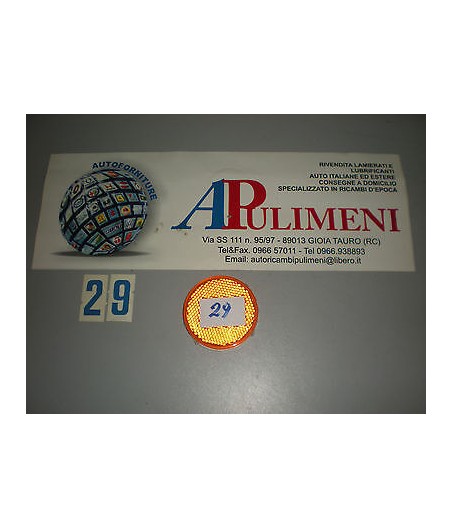 AUTOFORNITURE
RIVENDITA LAMIERATI E
LUBRIFICANTI
AUTO ITALIANE ED ESTERE
CONSEGNE A DOMICILIO
SPECIALIZZATO IN RICAMBI D'EPOCA
APULIMENI
Via SS 111 n. 95/97 - 89013 GIOIA TAURO (RC)
Tel&Fax. 0966 57011 - Tel 0966.938893
Email: autoricambipulimeni@libero.it
29
29